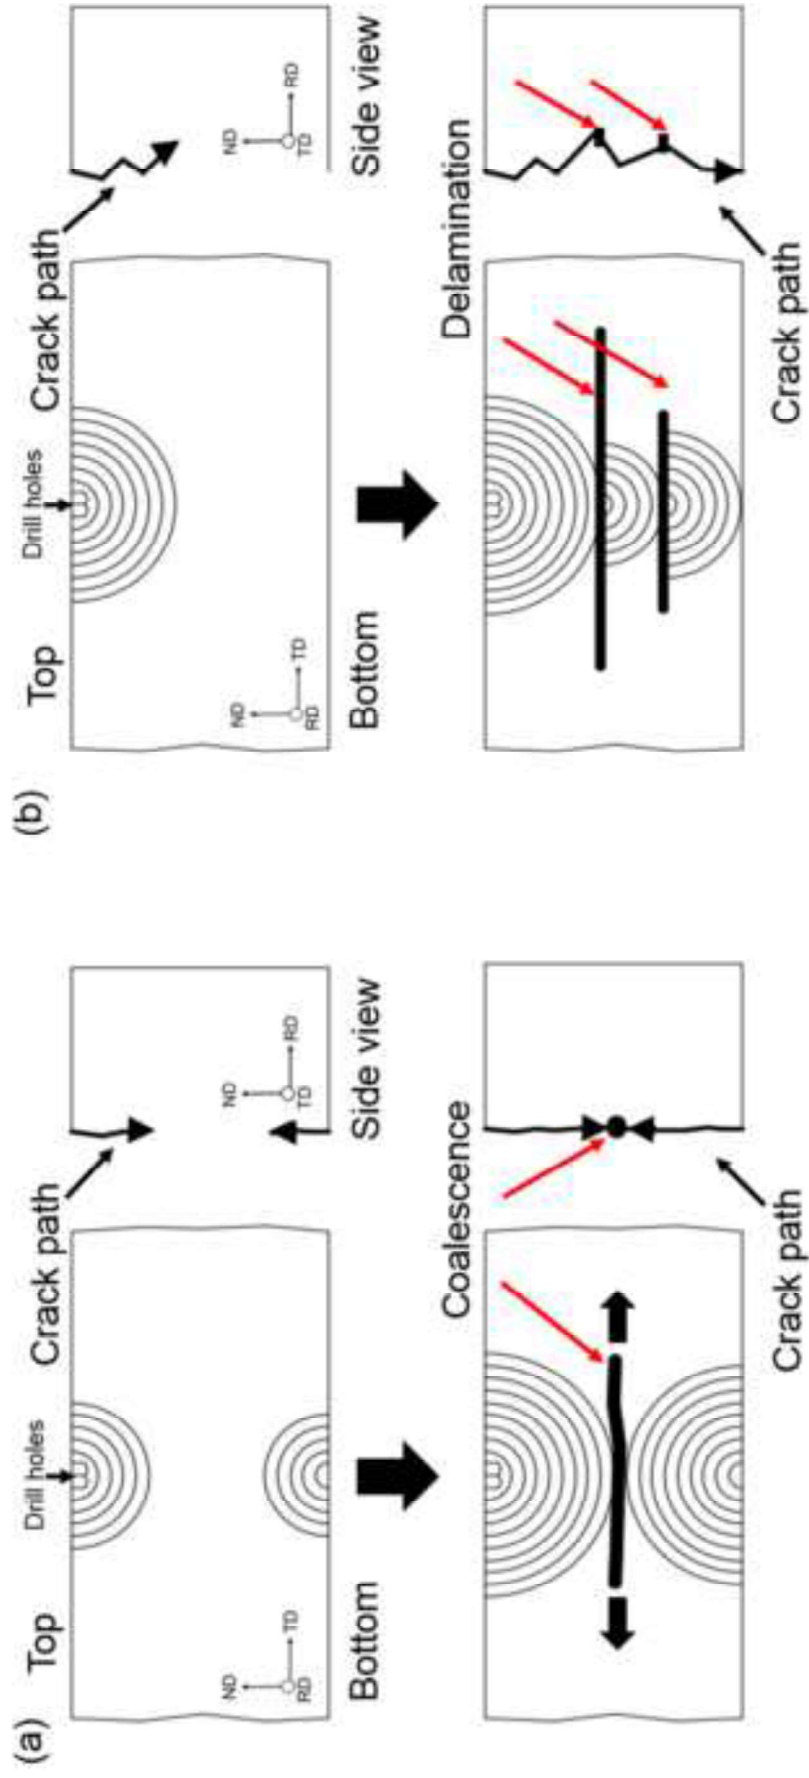 (a)
Top
Drill holes
Crack path
ND
TD
RD
ND
RD
TD
Bottom
Side view
Coalescence
Crack path
(b)
Top
Drill holes
Crack path
ND
TD
RD
ND
RD
TD
Bottom
Side view
Delamination
Crack path